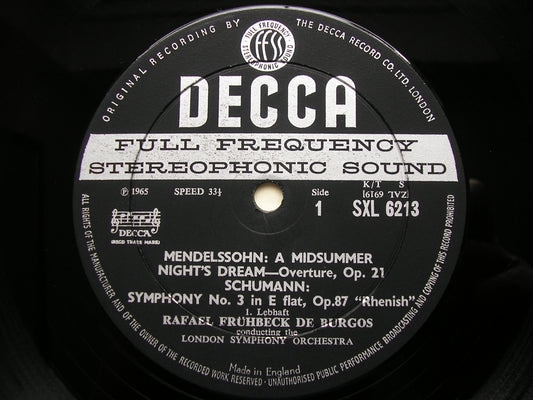 ORIGINAL RECORDING BY
THE DECCA RECORD CO. LTD. LONDON
FULL FREQUENCY
FFSS
STEREOPHONIC SOUND
DECCA
FULL FREQUENCY
STEREOPHONIC SOUND
℗ 1965 SPEED 33⅓
Side
1
K/T S
SXL 6213
DECCA
(REGD TRADE MARK)
MENDELSSOHN: A MIDSUMMER
NIGHT'S DREAM—Overture, Op. 21
SCHUMANN:
SYMPHONY No. 3 in E flat, Op.87 "Rhenish"
1. Lebhaft
RAFAEL FRÜHBECK DE BURGOS
conducting the
LONDON SYMPHONY ORCHESTRA
Made in England
ALL RIGHTS OF THE MANUFACTURER AND OF THE OWNER OF THE RECORDED WORK RESERVED · UNAUTHORISED PUBLIC PERFORMANCE BROADCASTING AND COPYING OF THIS RECORD PROHIBITED